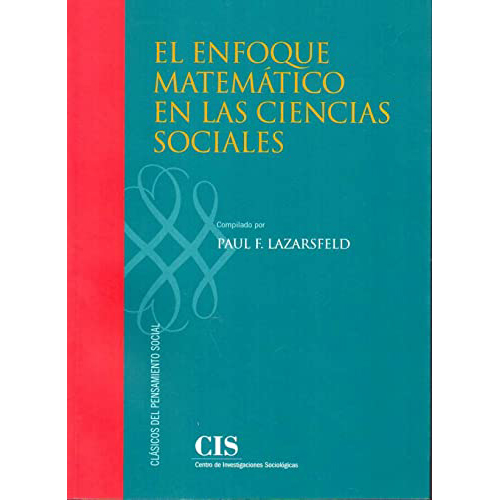 EL ENFOQUE
MATEMÁTICO
EN LAS CIENCIAS
SOCIALES
Compilado por
PAUL F. LAZARSFELD
CLÁSICOS DEL PENSAMIENTO SOCIAL
CIS
Centro de Investigaciones Sociológicas